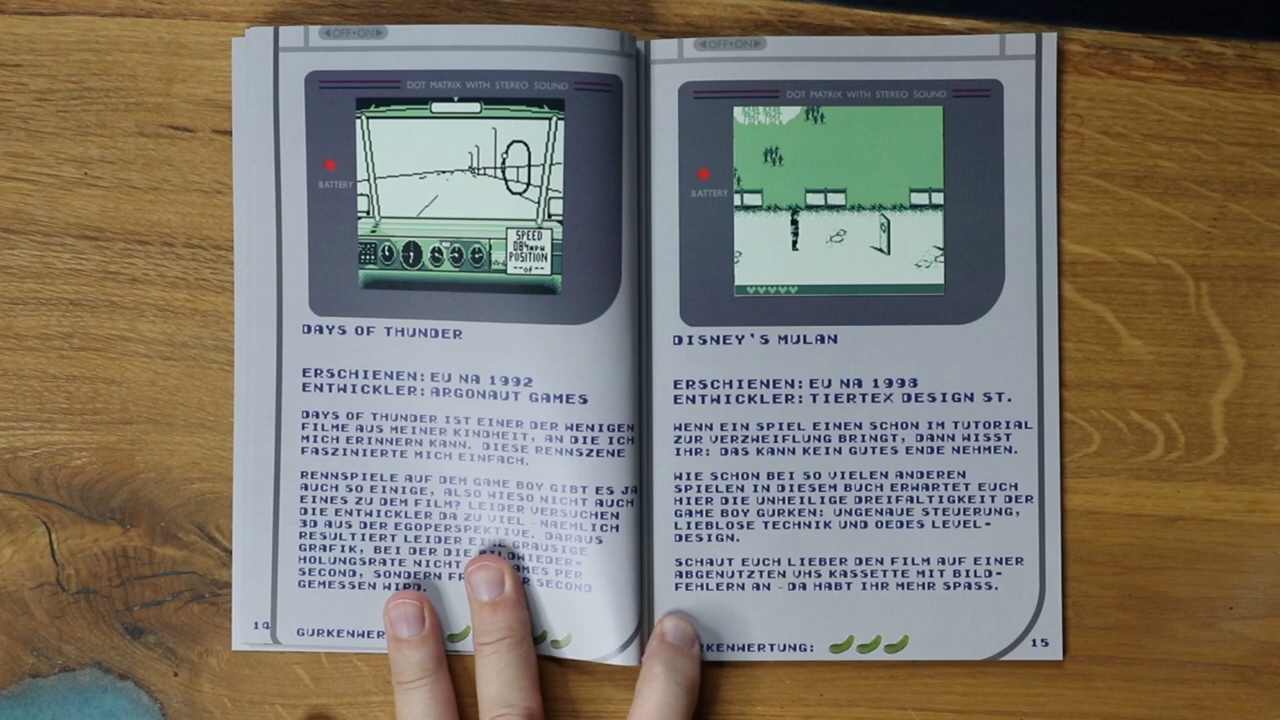 ◄OFF•ON►
DOT MATRIX WITH STEREO SOUND
BATTERY
SPEED
084MPH
POSITION
--OF--
DAYS OF THUNDER
ERSCHIENEN: EU NA 1992
ENTWICKLER: ARGONAUT GAMES
DAYS OF THUNDER IST EINER DER WENIGEN
FILME AUS MEINER KINDHEIT, AN DIE ICH
MICH ERINNERN KANN. DIESE RENNSZENE
FASZINIERTE MICH EINFACH.
RENNSPIELE AUF DEM GAME BOY GIBT ES JA
AUCH SO EINIGE, ALSO WIESO NICHT AUCH
EINES ZU DEM FILM? LEIDER VERSUCHEN
DIE ENTWICKLER DA ZU VIEL - NAEMLICH
3D AUS DER EGOPERSPEKTIVE. DARAUS
RESULTIERT LEIDER EINE GRAUSIGE
GRAFIK, BEI DER DIE BILDWIEDER-
HOLUNGSRATE NICHT
SECOND, SONDERN SECOND
GEMESSEN WIRD.
14
◄OFF•ON►
DOT MATRIX WITH STEREO SOUND
BATTERY
DISNEY'S MULAN
ERSCHIENEN: EU NA 1998
ENTWICKLER: TIERTEX DESIGN ST.
WENN EIN SPIEL EINEN SCHON IM TUTORIAL
ZUR VERZWEIFLUNG BRINGT, DANN WISST
IHR: DAS KANN KEIN GUTES ENDE NEHMEN.
WIE SCHON BEI SO VIELEN ANDEREN
SPIELEN IN DIESEM BUCH ERWARTET EUCH
HIER DIE UNHEILIGE DREIFALTIGKEIT DER
GAME BOY GURKEN: UNGENAUE STEUERUNG,
LIEBLOSE TECHNIK UND OEDES LEVEL-
DESIGN.
SCHAUT EUCH LIEBER DEN FILM AUF EINER
ABGENUTZTEN VHS KASSETTE MIT BILD-
FEHLERN AN - DA HABT IHR MEHR SPASS.
RKENWERTUNG:
15